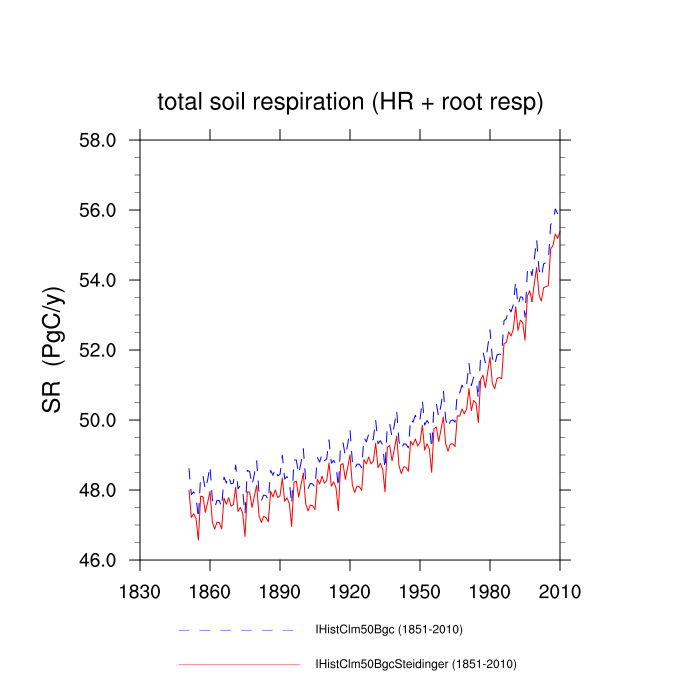 total soil respiration (HR + root resp)
58.0
56.0
54.0
52.0
50.0
48.0
46.0
SR (PgC/y)
1830 1860 1890 1920 1950 1980 2010
IHistClm50Bgc (1851-2010)
IHistClm50BgcSteidinger (1851-2010)